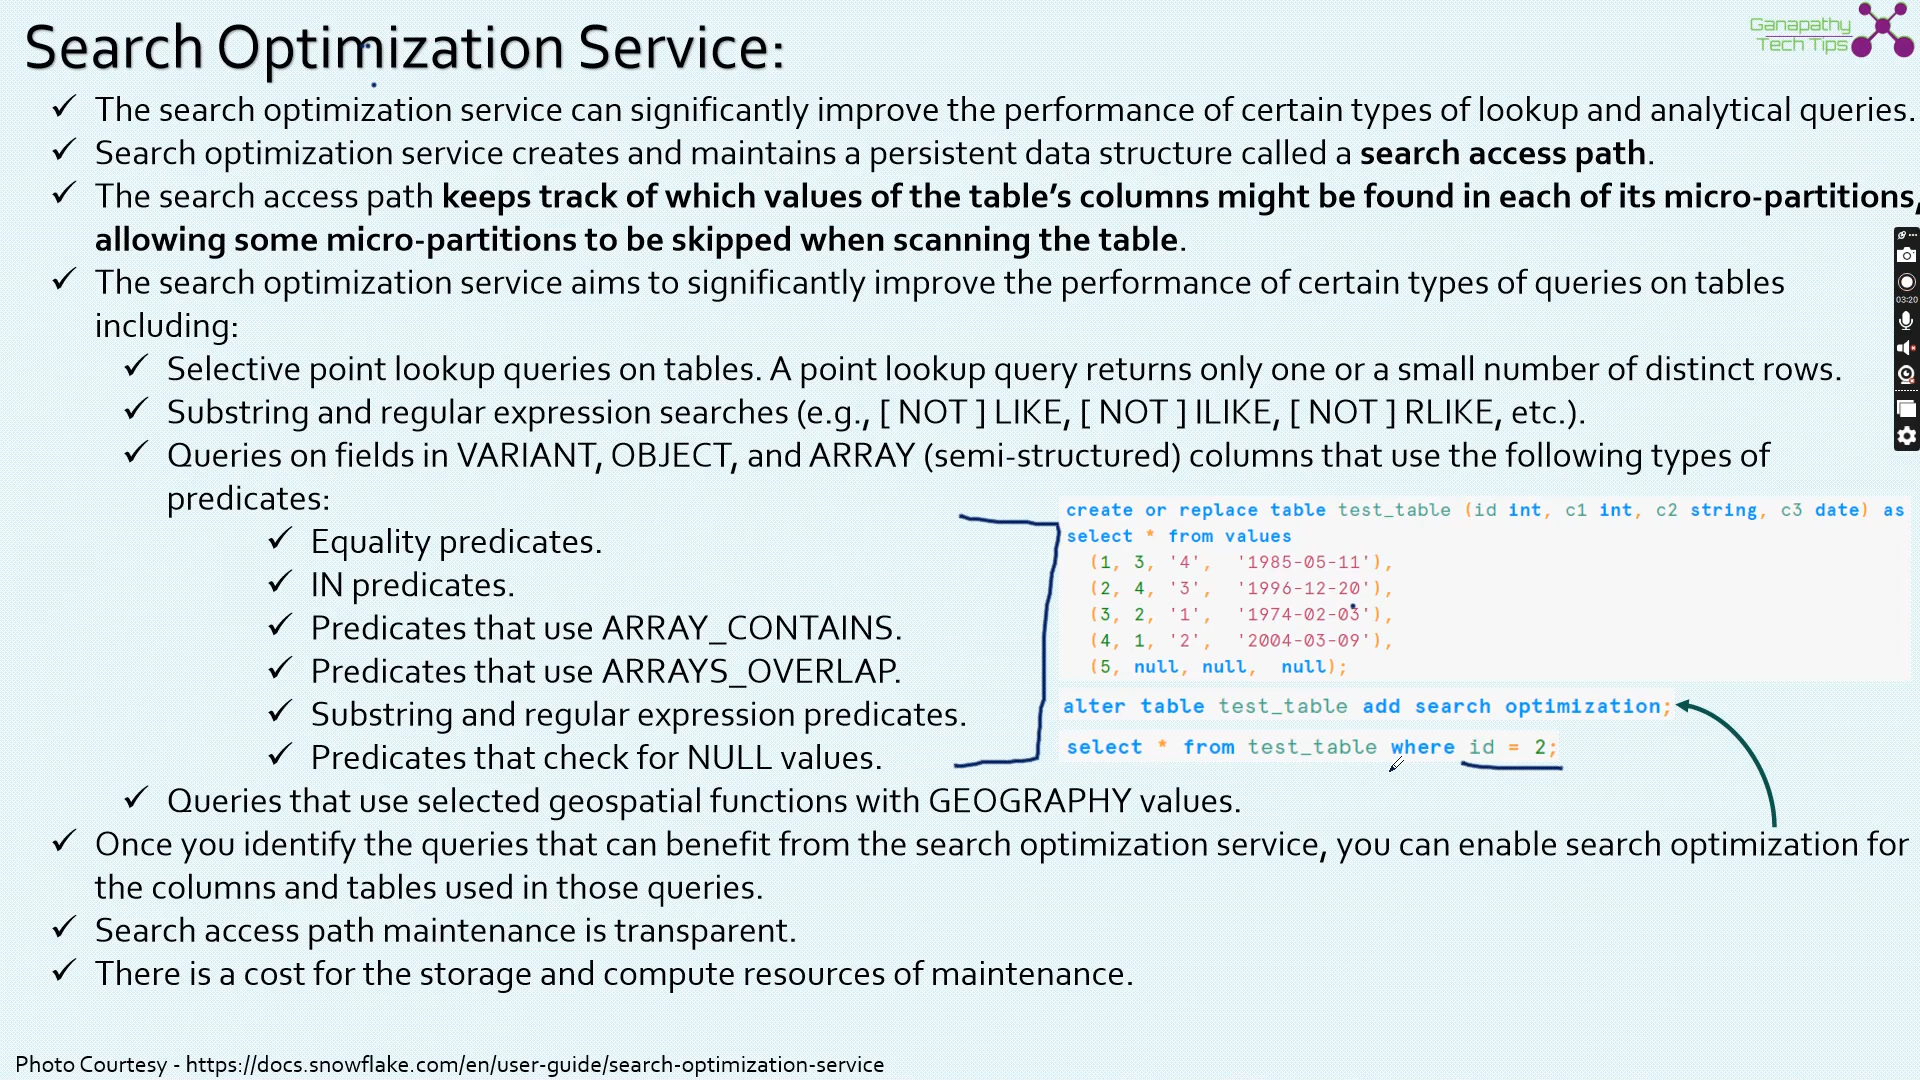 Search Optimization Service:
Ganapathy
Tech Tips
The search optimization service can significantly improve the performance of certain types of lookup and analytical queries.
Search optimization service creates and maintains a persistent data structure called a search access path.
The search access path keeps track of which values of the table's columns might be found in each of its micro-partitions,
allowing some micro-partitions to be skipped when scanning the table.
The search optimization service aims to significantly improve the performance of certain types of queries on tables
including:
Selective point lookup queries on tables. A point lookup query returns only one or a small number of distinct rows.
Substring and regular expression searches (e.g., [ NOT ] LIKE, [ NOT ] ILIKE, [ NOT ] RLIKE, etc.).
Queries on fields in VARIANT, OBJECT, and ARRAY (semi-structured) columns that use the following types of
predicates:
Equality predicates.
IN predicates.
Predicates that use ARRAY_CONTAINS.
Predicates that use ARRAYS_OVERLAP.
Substring and regular expression predicates.
Predicates that check for NULL values.
create or replace table test_table (id int, c1 int, c2 string, c3 date) as
select * from values
(1, 3, '4', '1985-05-11'),
(2, 4, '3', '1996-12-20'),
(3, 2, '1', '1974-02-03'),
(4, 1, '2', '2004-03-09'),
(5, null, null, null);
alter table test_table add search optimization;
select * from test_table where id = 2;
Queries that use selected geospatial functions with GEOGRAPHY values.
Once you identify the queries that can benefit from the search optimization service, you can enable search optimization for
the columns and tables used in those queries.
Search access path maintenance is transparent.
There is a cost for the storage and compute resources of maintenance.
Photo Courtesy - https://docs.snowflake.com/en/user-guide/search-optimization-service
03:20